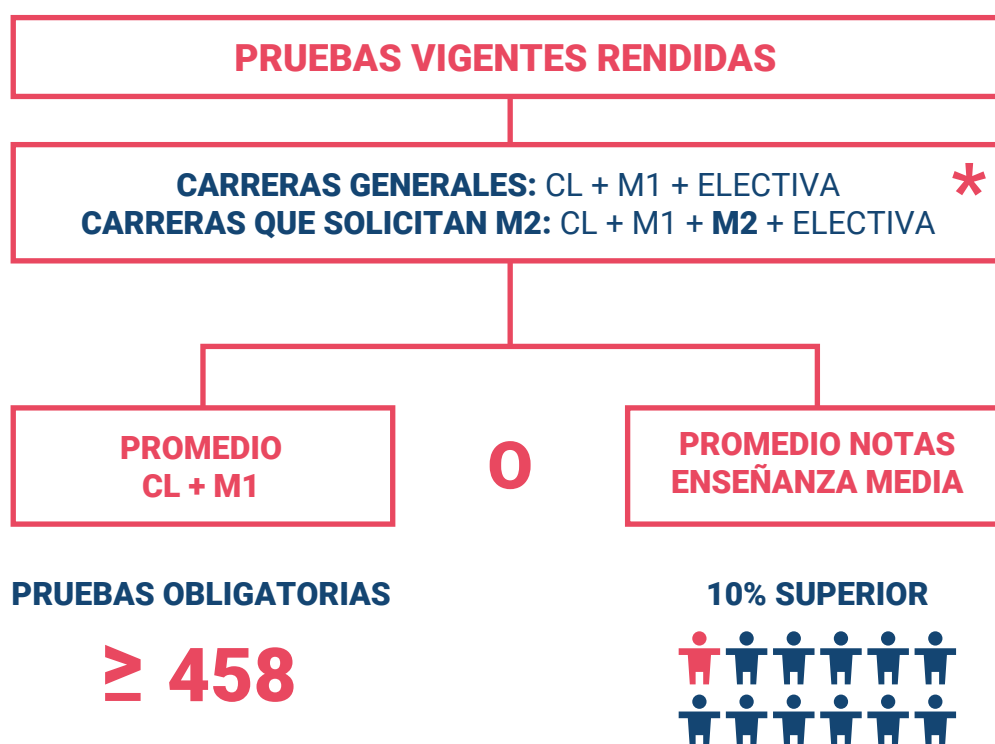 PRUEBAS VIGENTES RENDIDAS
CARRERAS GENERALES: CL + M1 + ELECTIVA *
CARRERAS QUE SOLICITAN M2: CL + M1 + M2 + ELECTIVA
PROMEDIO
CL + M1
O
PROMEDIO NOTAS
ENSEÑANZA MEDIA
PRUEBAS OBLIGATORIAS
≥ 458
10% SUPERIOR